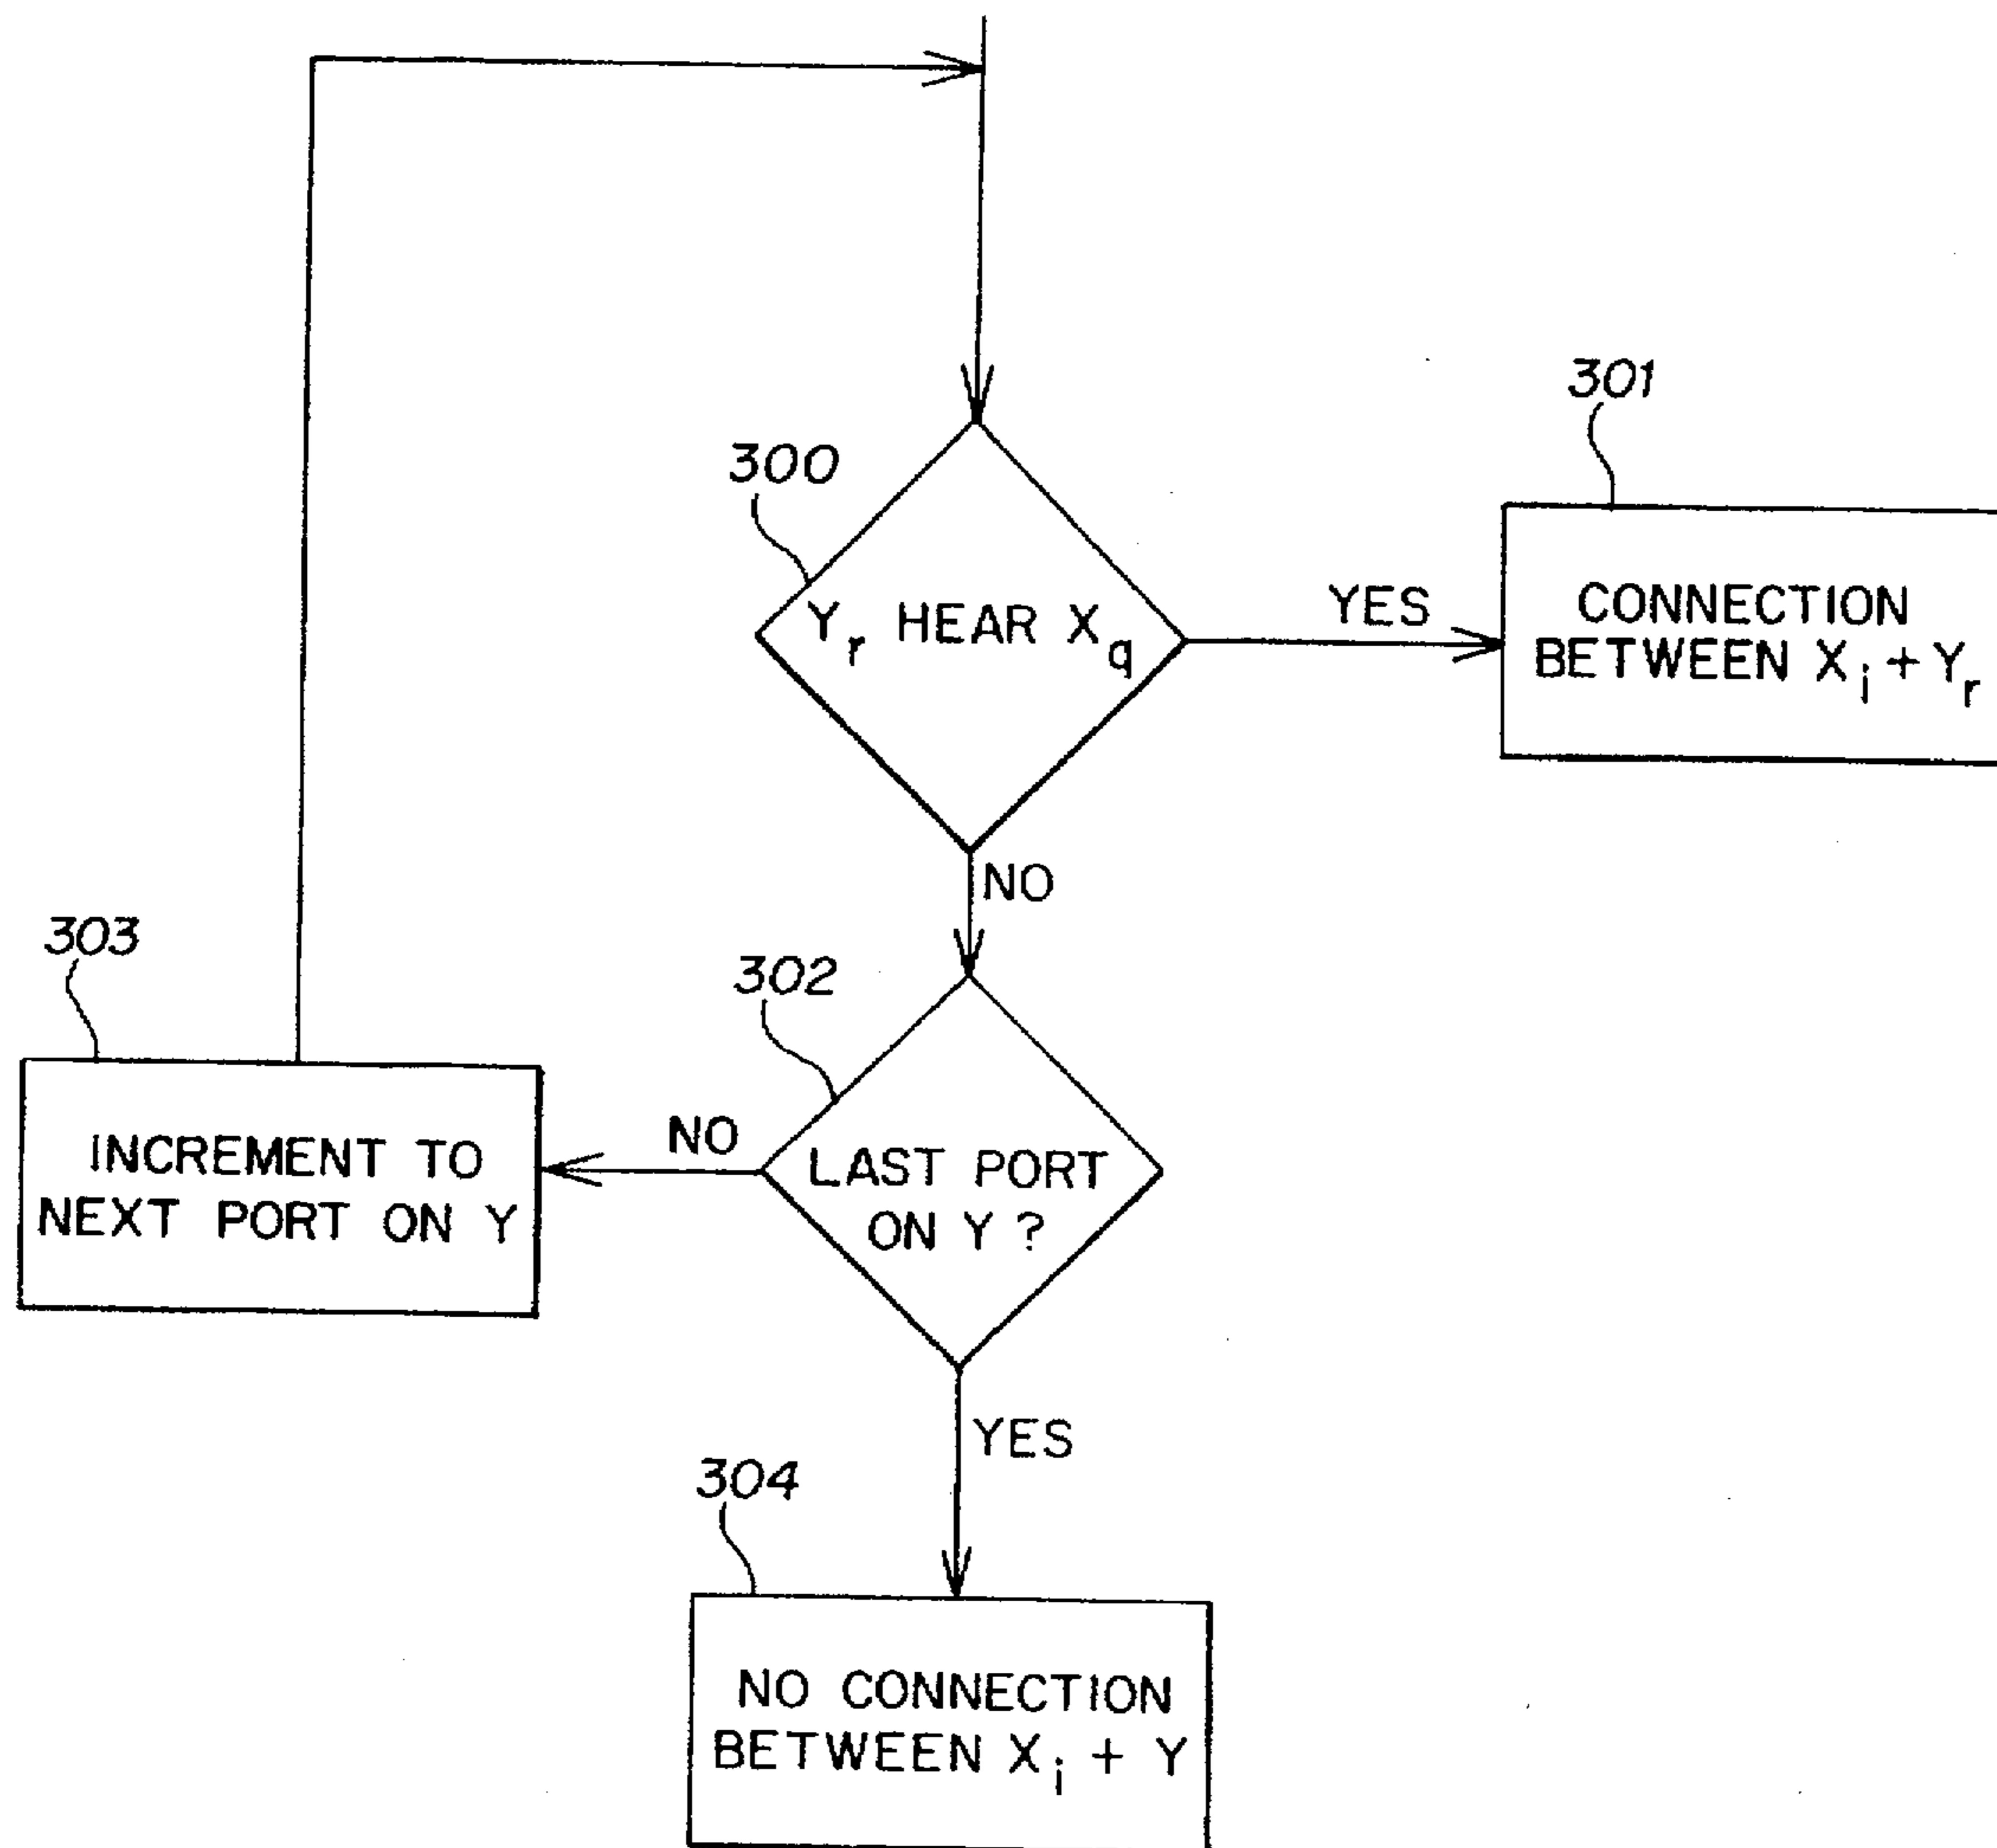 301
300
Yr HEAR Xq
YES
CONNECTION
BETWEEN Xi + Yr
NO
303
302
NO
INCREMENT TO
NEXT PORT ON Y
LAST PORT
ON Y ?
YES
304
NO CONNECTION
BETWEEN Xi + Y